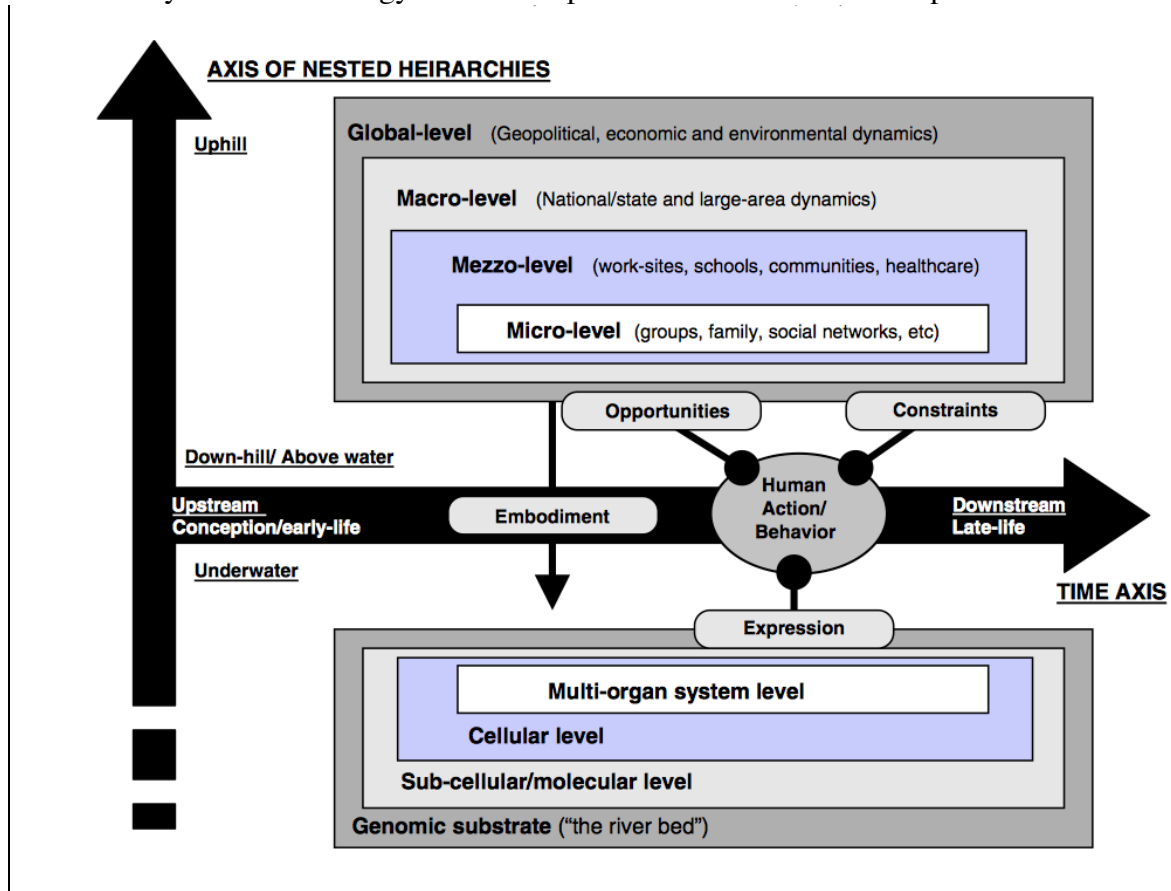 AXIS OF NESTED HEIRARCHIES
Uphill
Global-level (Geopolitical, economic and environmental dynamics)
Macro-level (National/state and large-area dynamics)
Mezzo-level (work-sites, schools, communities, healthcare)
Micro-level (groups, family, social networks, etc)
Opportunities
Constraints
Down-hill/ Above water
Upstream
Conception/early-life
Embodiment
Human
Action/
Behavior
Downstream
Late-life
Underwater
TIME AXIS
Expression
Multi-organ system level
Cellular level
Sub-cellular/molecular level
Genomic substrate (“the river bed”)